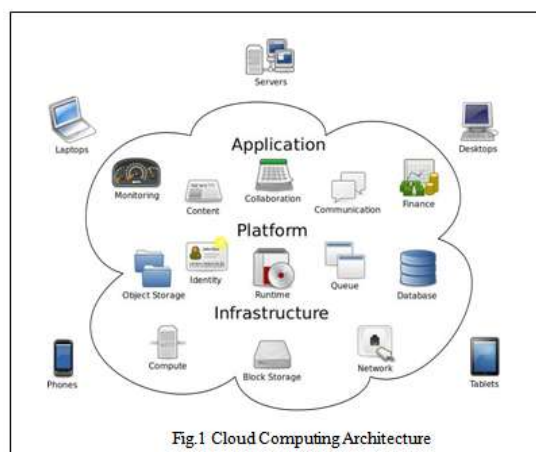 Servers
Laptops
Desktops
Application
Monitoring
Content
Collaboration
Communication
Finance
Platform
Object Storage
Identity
Runtime
Queue
Database
Infrastructure
Compute
Block Storage
Network
Phones
Tablets
Fig.1 Cloud Computing Architecture